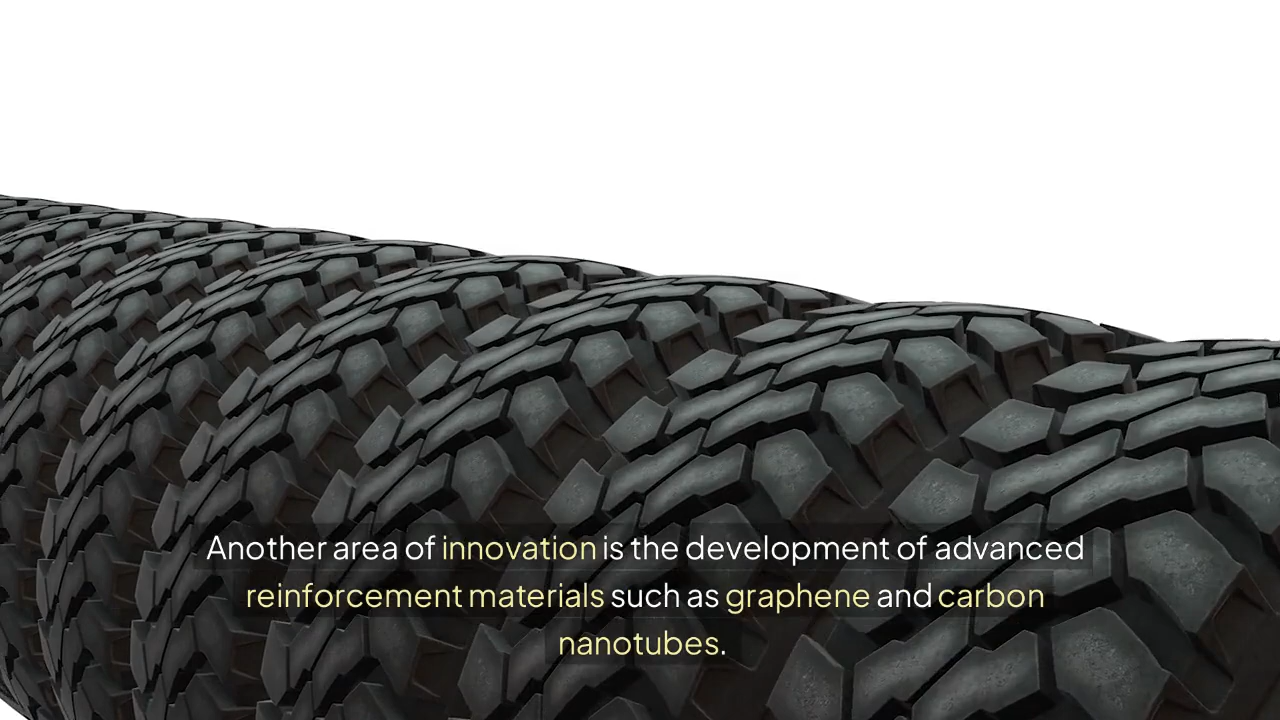 Another area of innovation is the development of advanced
reinforcement materials such as graphene and carbon
nanotubes.